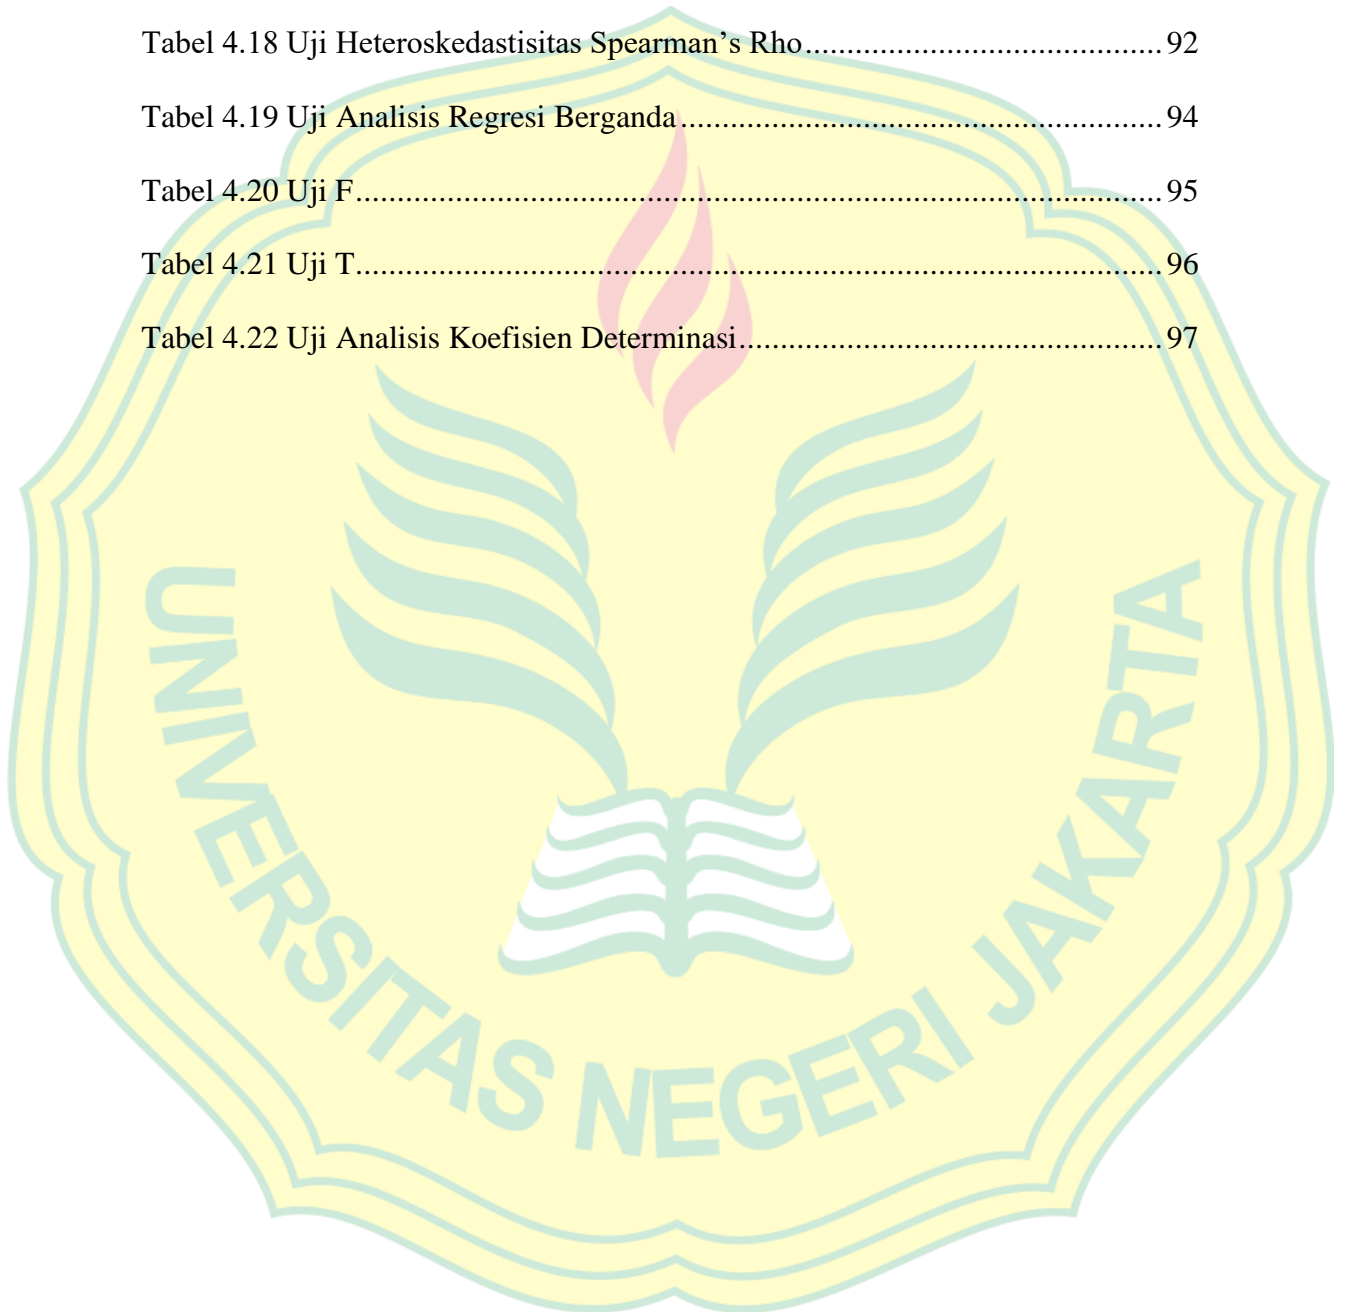 Tabel 4.18 Uji Heteroskedastisitas Spearman’s Rho............................................ 92
Tabel 4.19 Uji Analisis Regresi Berganda........................................................... 94
Tabel 4.20 Uji F................................................................................................... 95
Tabel 4.21 Uji T................................................................................................... 96
Tabel 4.22 Uji Analisis Koefisien Determinasi.................................................... 97
UNIVERSITAS NEGERI JAKARTA